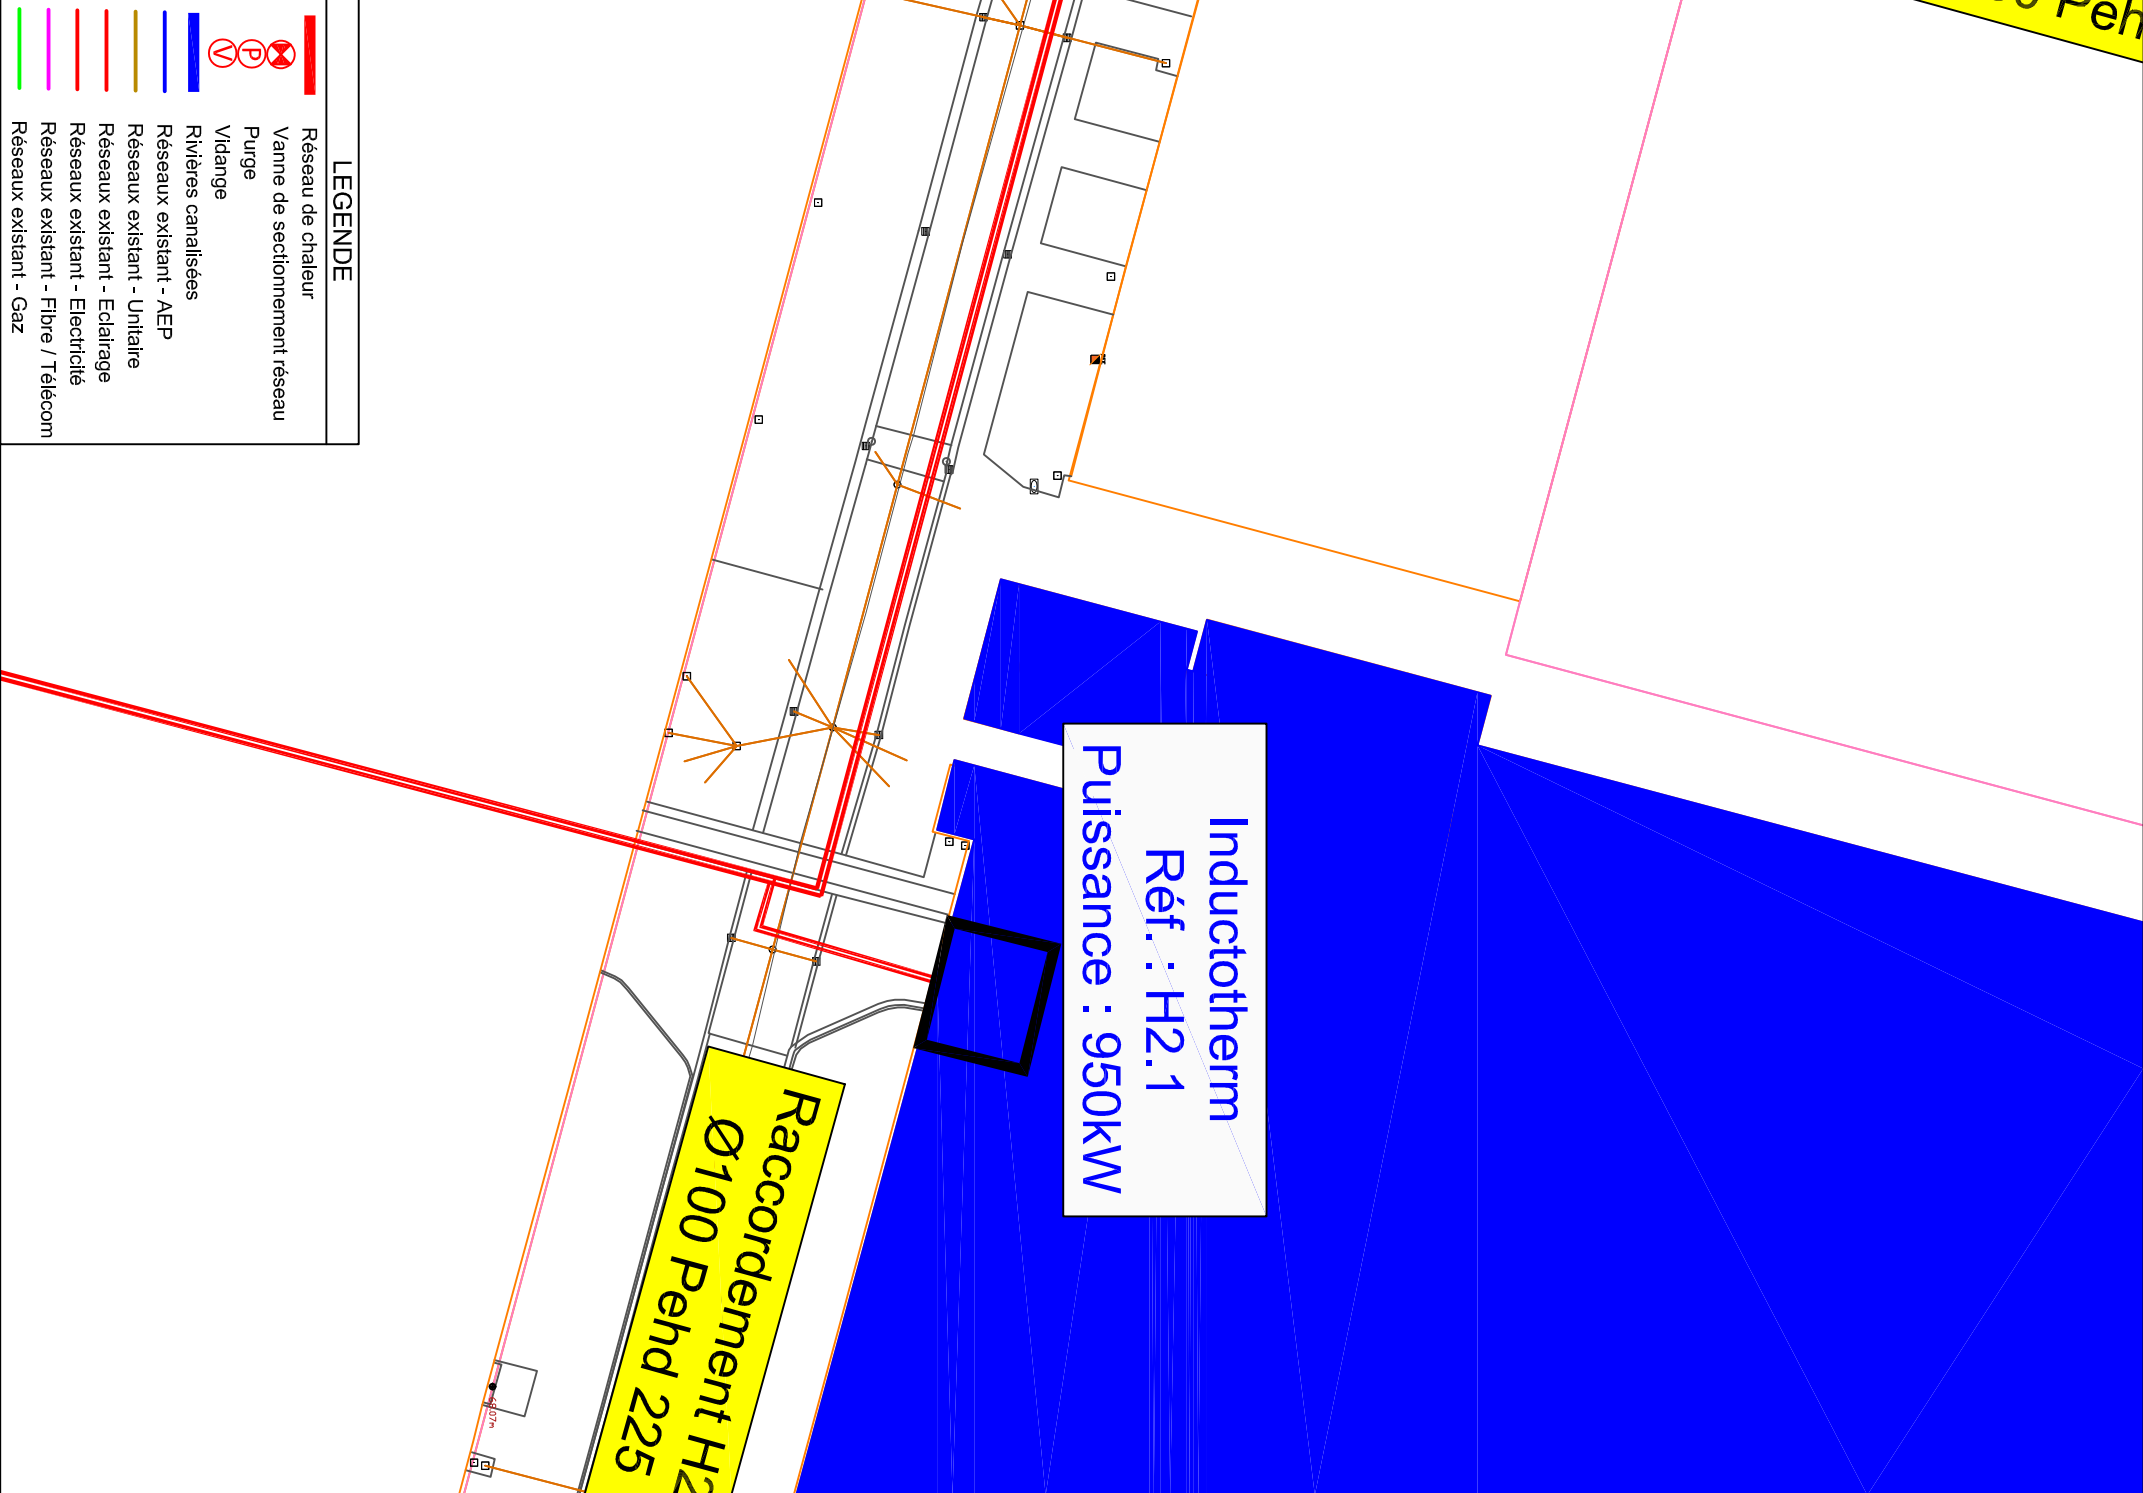 LEGENDE
Réseau de chaleur
Vanne de sectionnement réseau
P Purge
V Vidange
Rivières canalisées
Réseaux existant - AEP
Réseaux existant - Unitaire
Réseaux existant - Eclairage
Réseaux existant - Electricité
Réseaux existant - Fibre / Télécom
Réseaux existant - Gaz
Inductotherm
Réf. : H2.1
Puissance : 950kW
Raccordement H2
Ø100 Pehd 225
Peh